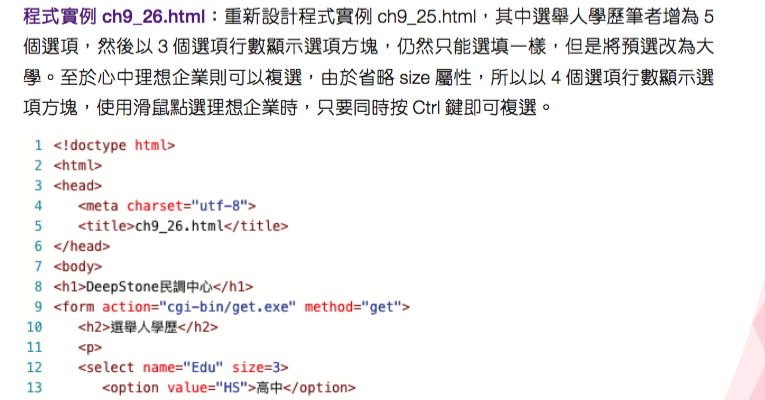 程式實例 ch9_26.html：重新設計程式實例 ch9_25.html，其中選舉人學歷筆者增為 5
個選項，然後以 3 個選項行數顯示選項方塊，仍然只能選填一樣，但是將預選改為大
學。至於心中理想企業則可以複選，由於省略 size 屬性，所以以 4 個選項行數顯示選
項方塊，使用滑鼠點選理想企業時，只要同時按 Ctrl 鍵即可複選。
1 <!doctype html>
2 <html>
3 <head>
4 <meta charset="utf-8">
5 <title>ch9_26.html</title>
6 </head>
7 <body>
8 <h1>DeepStone民調中心</h1>
9 <form action="cgi-bin/get.exe" method="get">
10 <h2>選舉人學歷</h2>
11 <p>
12 <select name="Edu" size=3>
13 <option value="HS">高中</option>